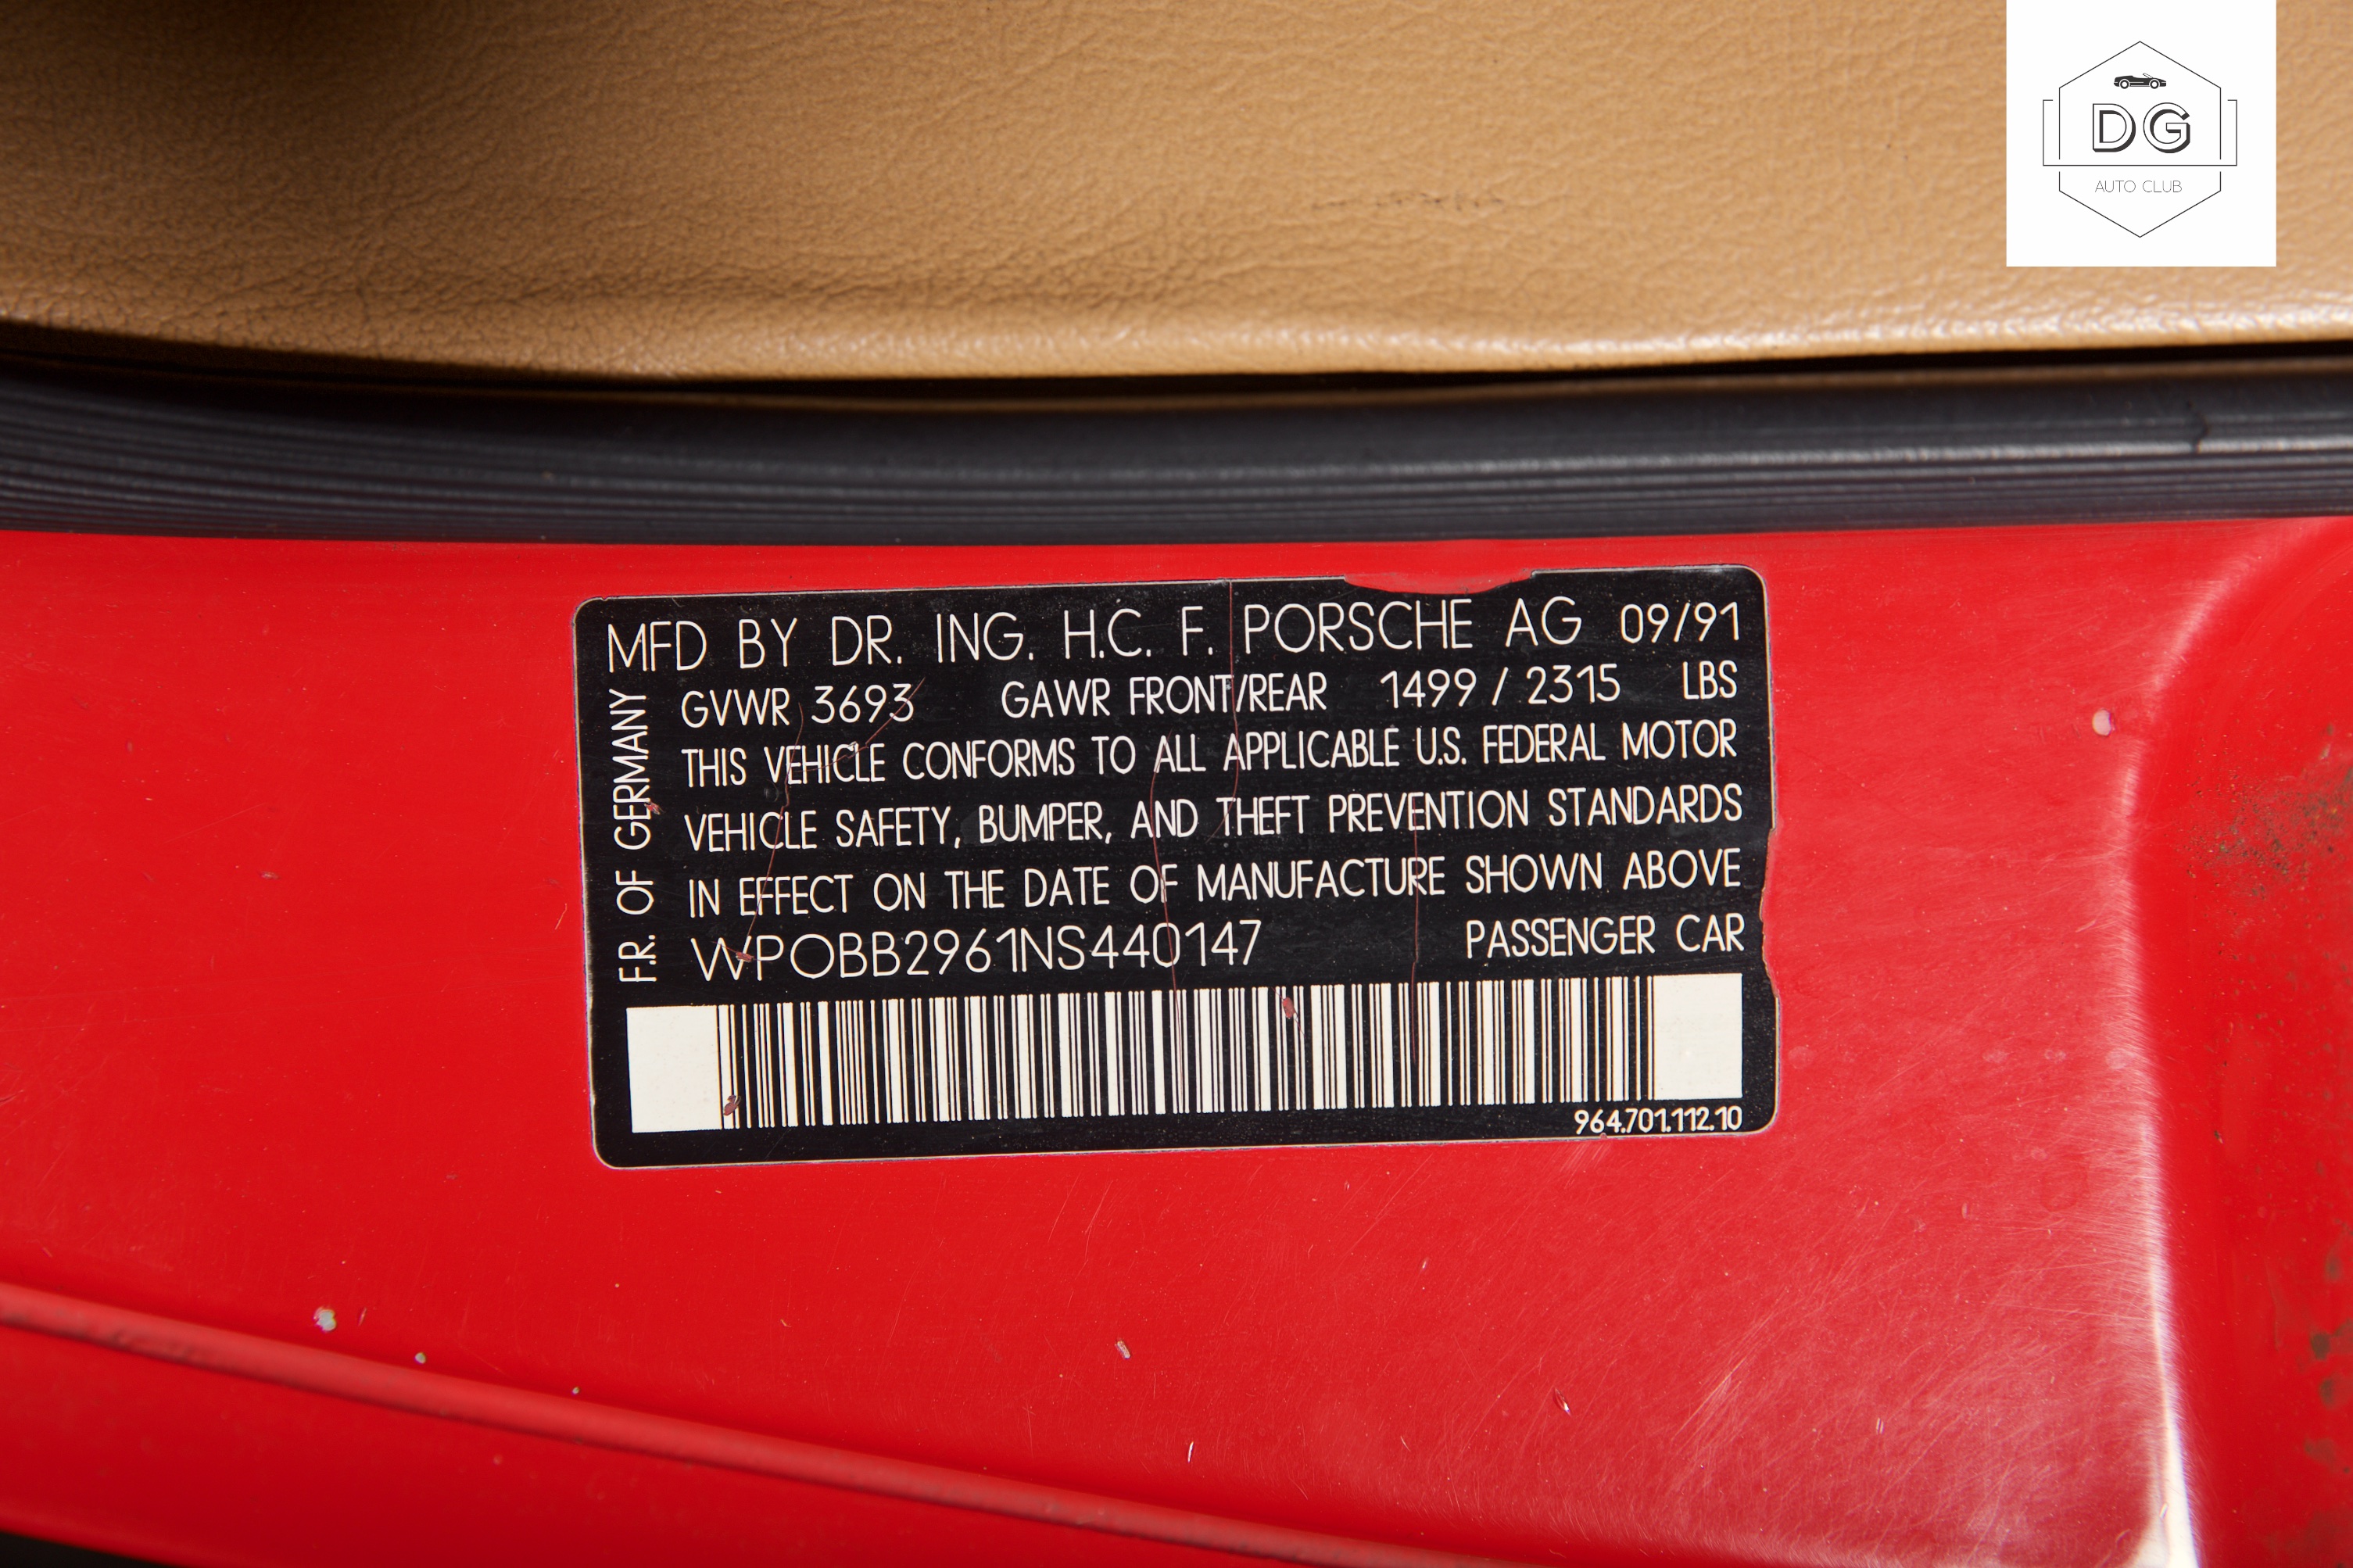 DG
AUTO CLUB
MFD BY DR. ING. H.C. F. PORSCHE AG 09/91
GVWR 3693 GAWR FRONT/REAR 1499 / 2315 LBS
THIS VEHICLE CONFORMS TO ALL APPLICABLE U.S. FEDERAL MOTOR
VEHICLE SAFETY, BUMPER, AND THEFT PREVENTION STANDARDS
IN EFFECT ON THE DATE OF MANUFACTURE SHOWN ABOVE
WP0BB2961NS440147 PASSENGER CAR
F.R. OF GERMANY
964.701.112.10